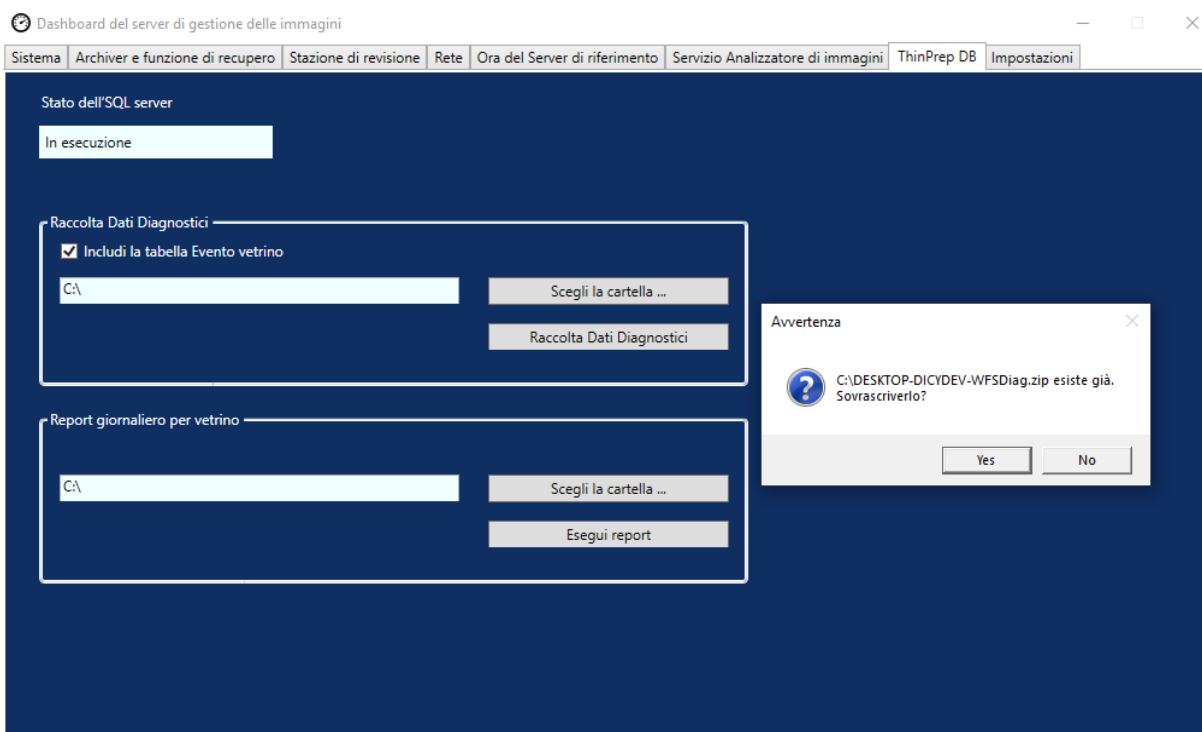 Dashboard del server di gestione delle immagini
Sistema Archiver e funzione di recupero Stazione di revisione Rete Ora del Server di riferimento Servizio Analizzatore di immagini ThinPrep DB Impostazioni
Stato dell'SQL server
In esecuzione
Raccolta Dati Diagnostici
Includi la tabella Evento vetrino
C:\ Scegli la cartella ...
Raccolta Dati Diagnostici
Avvertenza
C:\DESKTOP-DICYDEV-WFSDiag.zip esiste già.
Sovrascriverlo?
Yes No
Report giornaliero per vetrino
C:\ Scegli la cartella ...
Esegui report